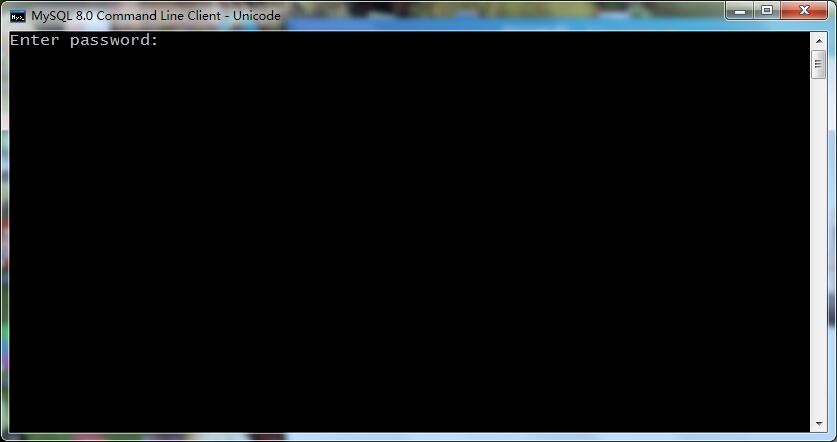 MySQL 8.0 Command Line Client - Unicode
Enter password: